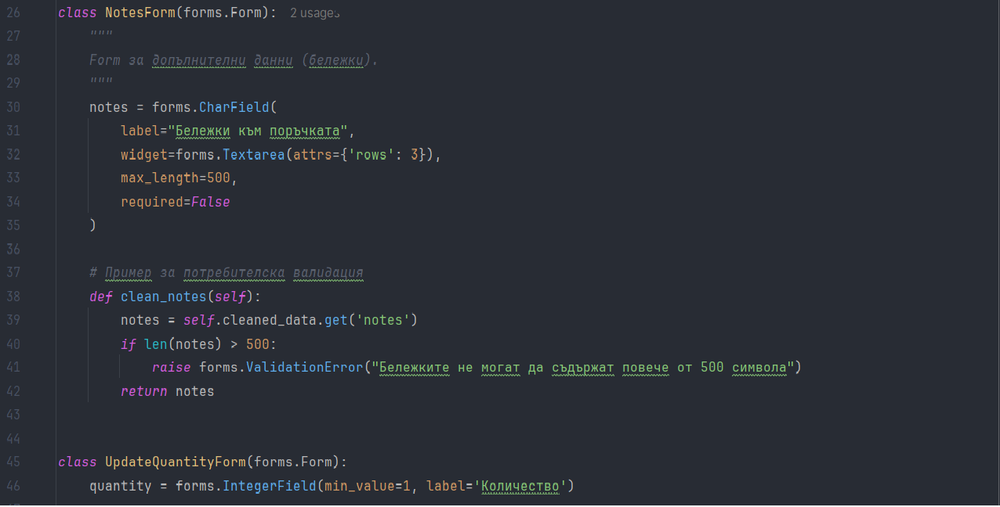 26 class NotesForm(forms.Form): 2 usages
27 """
28 Form за допълнителни данни (бележки).
29 """
30 notes = forms.CharField(
31 label="Бележки към поръчката",
32 widget=forms.Textarea(attrs={'rows': 3}),
33 max_length=500,
34 required=False
35 )
36
37 # Пример за потребителска валидация
38 def clean_notes(self):
39 notes = self.cleaned_data.get('notes')
40 if len(notes) > 500:
41 raise forms.ValidationError("Бележките не могат да съдържат повече от 500 символа")
42 return notes
43
44
45 class UpdateQuantityForm(forms.Form):
46 quantity = forms.IntegerField(min_value=1, label='Количество')